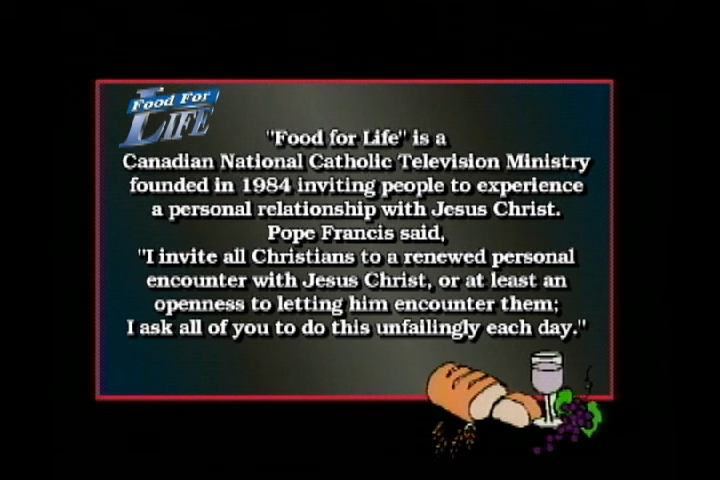 Food For
LIFE
"Food for Life" is a
Canadian National Catholic Television Ministry
founded in 1984 inviting people to experience
a personal relationship with Jesus Christ.
Pope Francis said,
"I invite all Christians to a renewed personal
encounter with Jesus Christ, or at least an
openness to letting him encounter them;
I ask all of you to do this unfailingly each day."